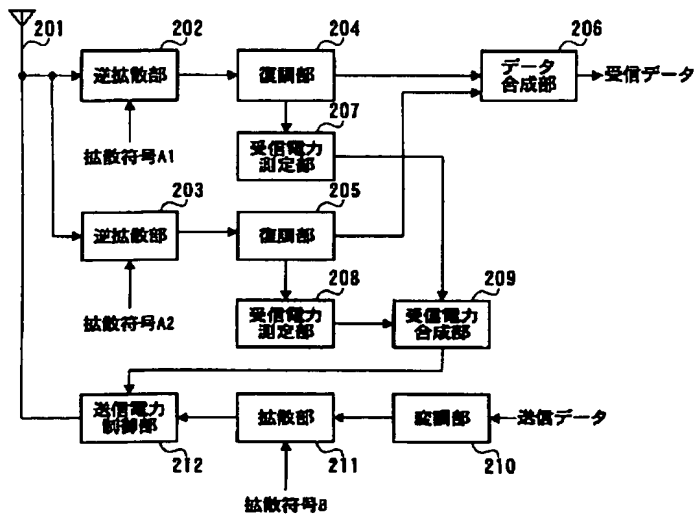 201
202
204
206
逆拡散部
復調部
データ
合成部
受信データ
拡散符号A1
207
受信電力
測定部
203
205
逆拡散部
復調部
拡散符号A2
208
209
受信電力
測定部
受信電力
合成部
送信電力
制御部
拡散部
変調部
送信データ
212
211
210
拡散符号B